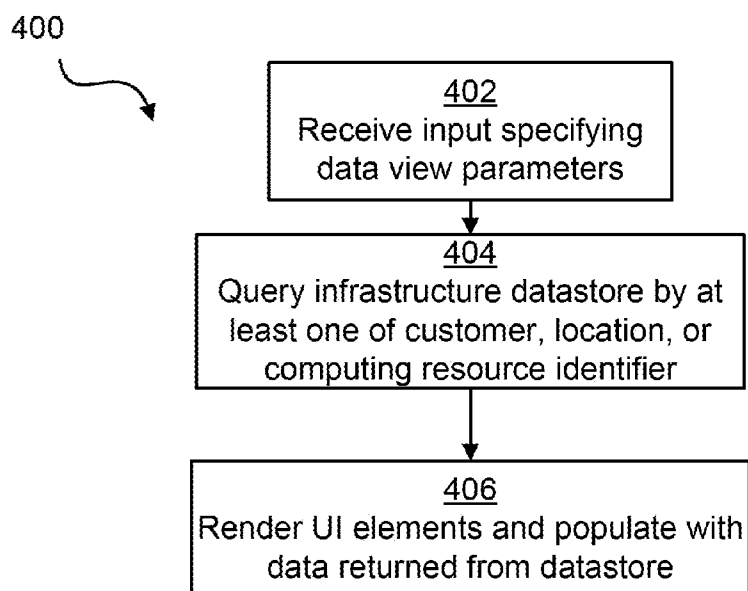 400
402
Receive input specifying
data view parameters
404
Query infrastructure datastore by at
least one of customer, location, or
computing resource identifier
406
Render UI elements and populate with
data returned from datastore